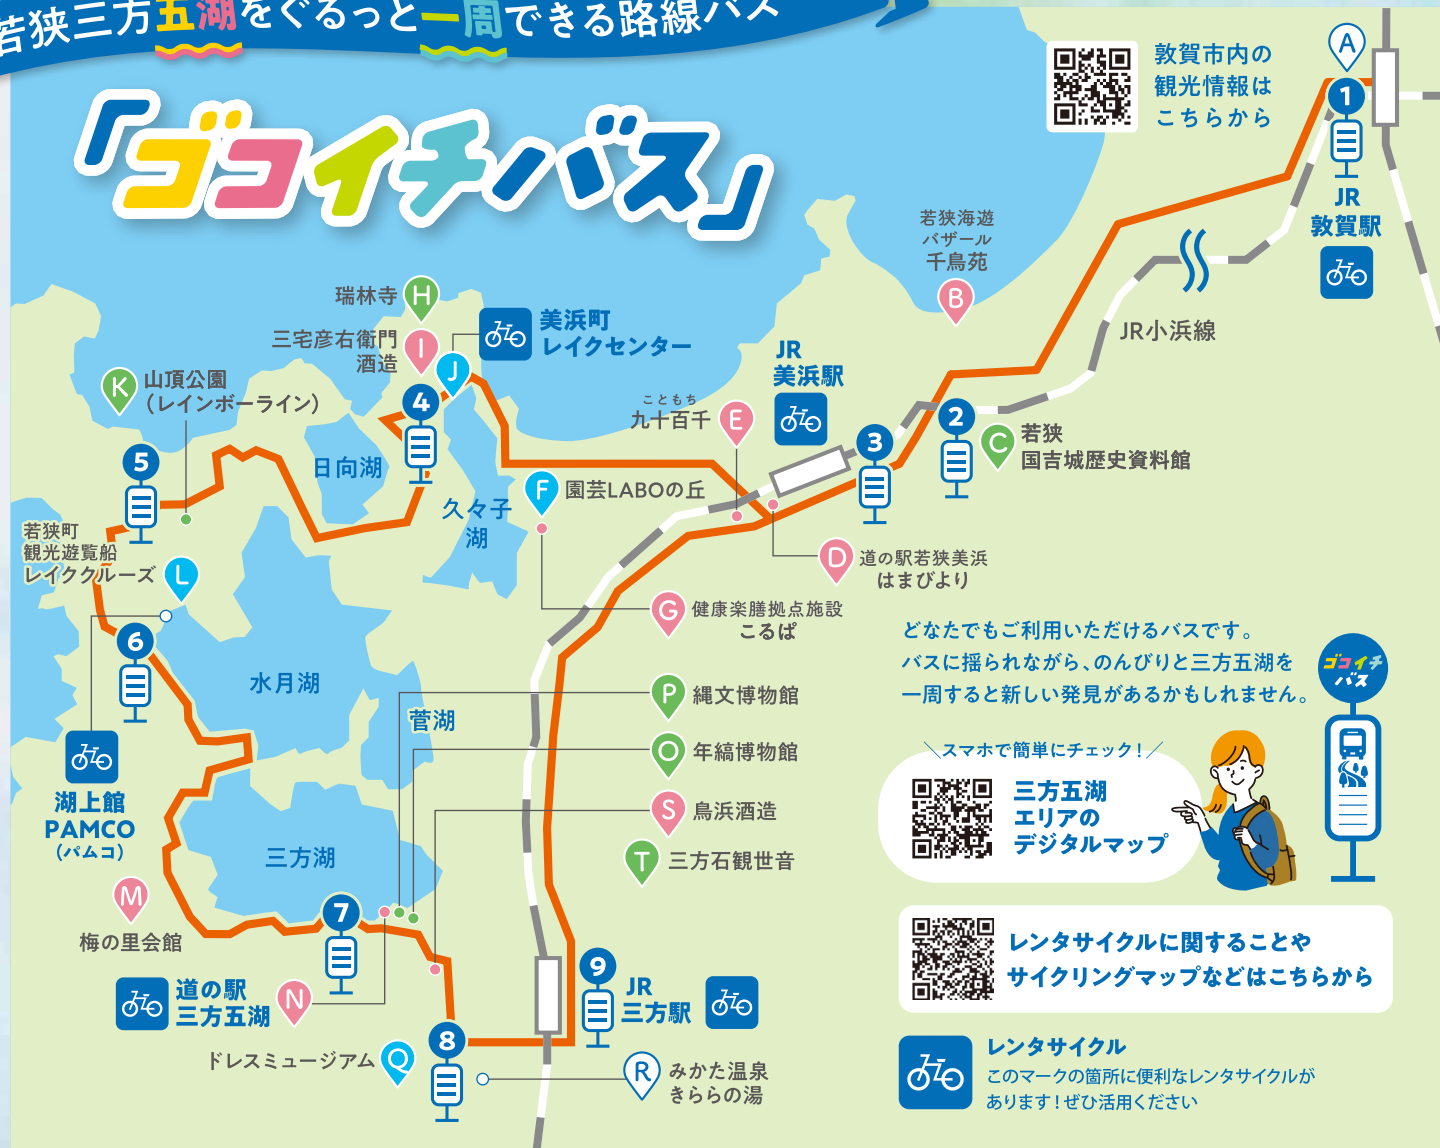 若狭三方五湖をぐるっと一周できる路線バス
「ゴコイチバス」
敦賀市内の
観光情報は
こちらから
A
1
JR
敦賀駅
若狭海遊
バザール
千鳥苑
B
JR小浜線
瑞林寺
H
三宅彦右衛門
酒造
I
J
美浜町
レイクセンター
K
山頂公園
（レインボーライン）
4
5
日向湖
久々子
湖
JR
美浜駅
こともち
九十百千
E
2
3
C
若狭
国吉城歴史資料館
F
園芸LABOの丘
D
道の駅若狭美浜
はまびより
若狭町
観光遊覧船
レイククルーズ
L
6
G
健康楽膳拠点施設
こるぱ
水月湖
菅湖
P
縄文博物館
O
年縞博物館
S
鳥浜酒造
T
三方石観世音
湖上館
PAMCO
（パムコ）
三方湖
M
梅の里会館
7
道の駅
三方五湖
N
ドレスミュージアム
Q
8
9
JR
三方駅
R
みかた温泉
きららの湯
どなたでもご利用いただけるバスです。
バスに揺られながら、のんびりと三方五湖を
一周すると新しい発見があるかもしれません。
ゴコイチ
バス
＼スマホで簡単にチェック！／
三方五湖
エリアの
デジタルマップ
レンタサイクルに関することや
サイクリングマップなどはこちらから
レンタサイクル
このマークの箇所に便利なレンタサイクルが
あります！ぜひ活用ください